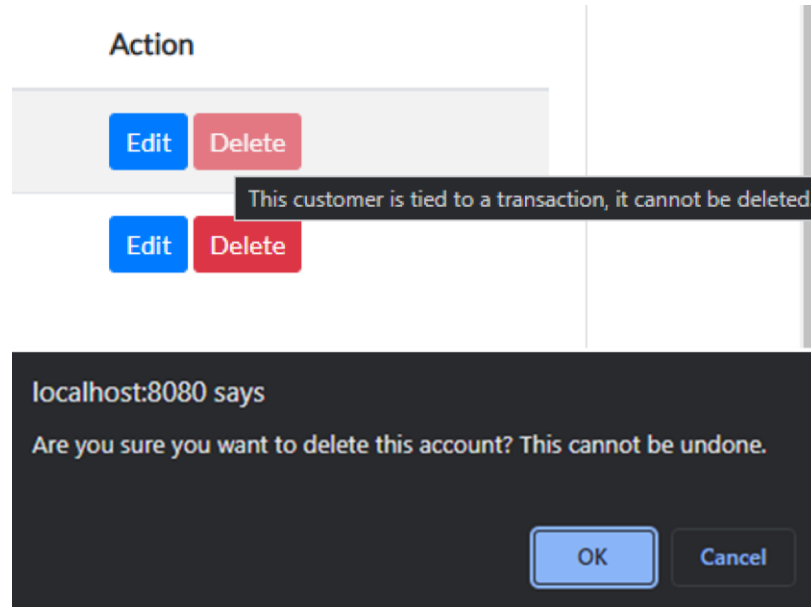 Action
Edit Delete
This customer is tied to a transaction, it cannot be deleted
Edit Delete
localhost:8080 says
Are you sure you want to delete this account? This cannot be undone.
OK Cancel